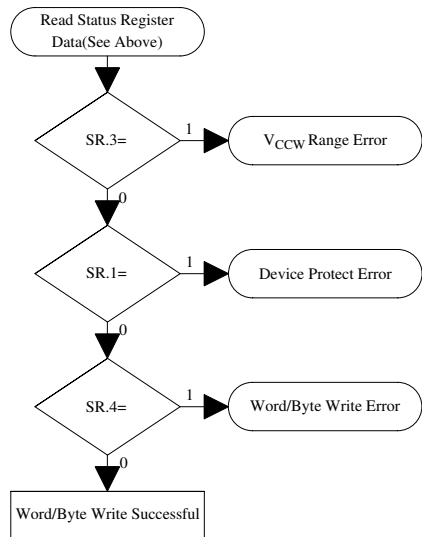 Read Status Register
Data(See Above)
SR.3=
1
V_CCW Range Error
0
SR.1=
1
Device Protect Error
0
SR.4=
1
Word/Byte Write Error
0
Word/Byte Write Successful